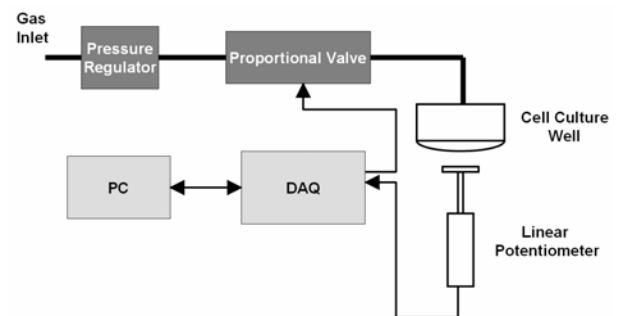 Gas
Inlet
Pressure
Regulator
Proportional Valve
Cell Culture
Well
PC
DAQ
Linear
Potentiometer